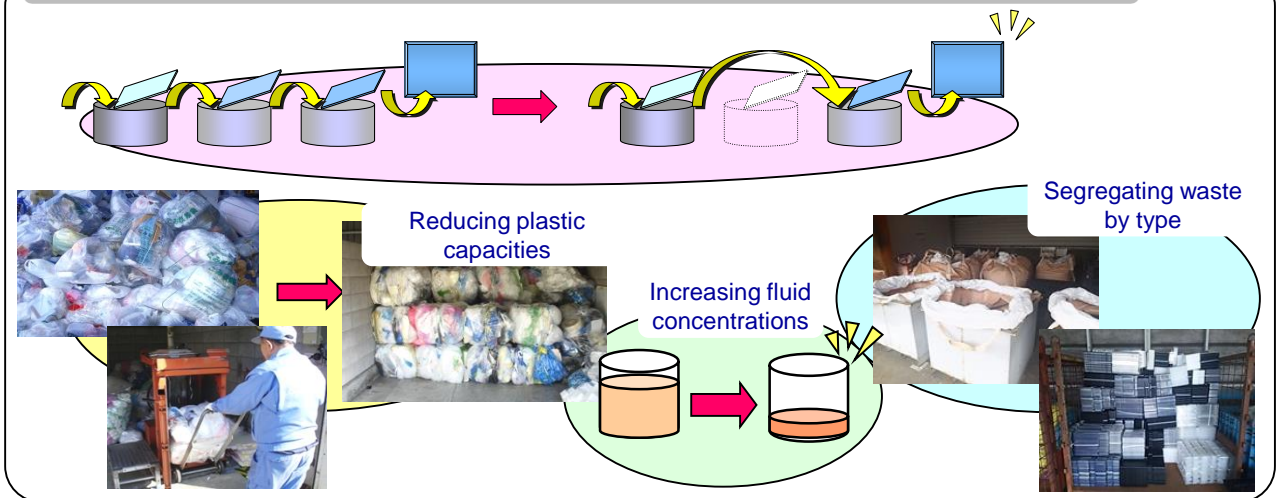 Reducing plastic
capacities
Increasing fluid
concentrations
Segregating waste
by type